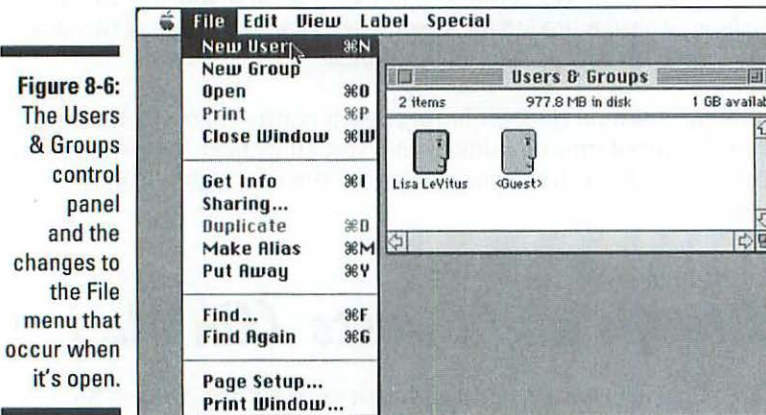 Figure 8-6:
The Users
& Groups
control
panel
and the
changes to
the File
menu that
occur when
it's open.
File Edit View Label Special
New User ⌘N
New Group
Open ⌘O
Print ⌘P
Close Window ⌘W
Get Info ⌘I
Sharing...
Duplicate ⌘D
Make Alias ⌘M
Put Away ⌘Y
Find... ⌘F
Find Again ⌘G
Page Setup...
Print Window...
Users & Groups
2 items 977.8 MB in disk 1 GB availab
Lisa LeVitus <Guest>